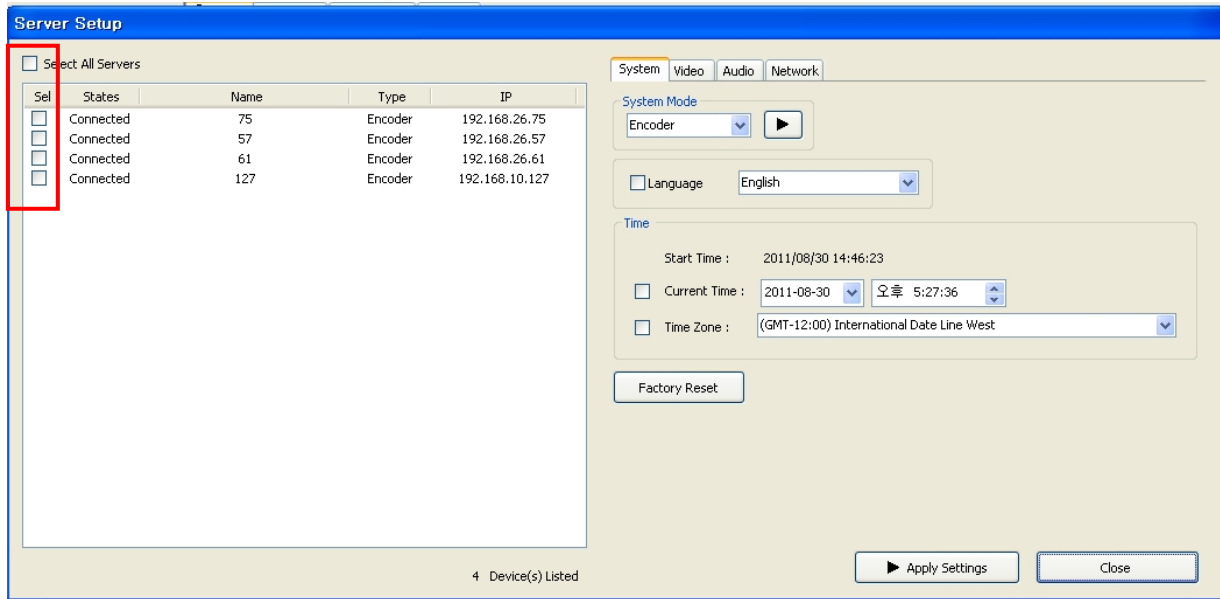 Server Setup
Select All Servers
Sel States Name Type IP
Connected 75 Encoder 192.168.26.75
Connected 57 Encoder 192.168.26.57
Connected 61 Encoder 192.168.26.61
Connected 127 Encoder 192.168.10.127
4 Device(s) Listed
System Video Audio Network
System Mode
Encoder
Language English
Time
Start Time : 2011/08/30 14:46:23
Current Time : 2011-08-30 오후 5:27:36
Time Zone : (GMT-12:00) International Date Line West
Factory Reset
Apply Settings Close